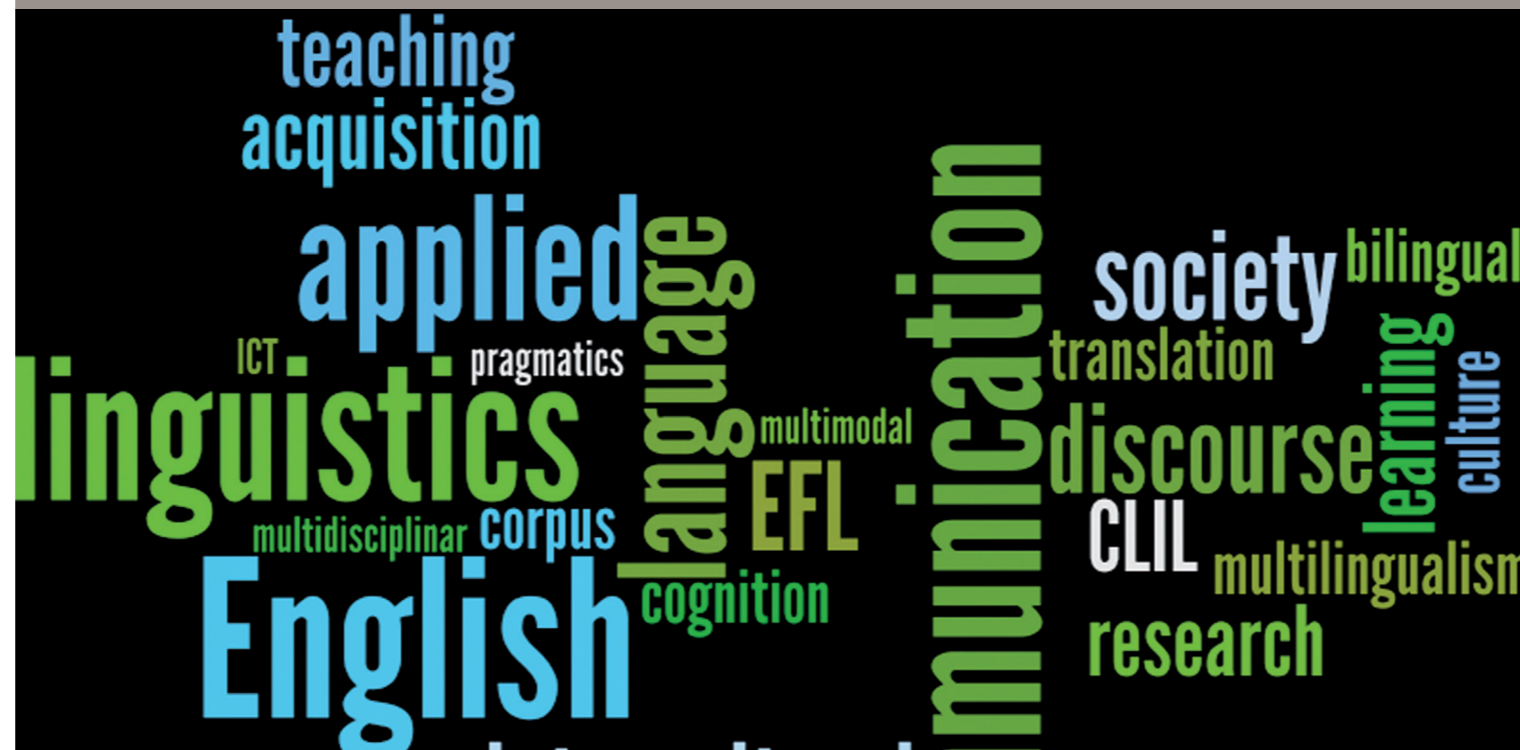 teaching
acquisition
applied
language
ICT
pragmatics
linguistics
multimodal
EFL
multidisciplinar
corpus
English
cognition
munication
society
bilingual
translation
learning
culture
discourse
CLIL
multilingualism
research